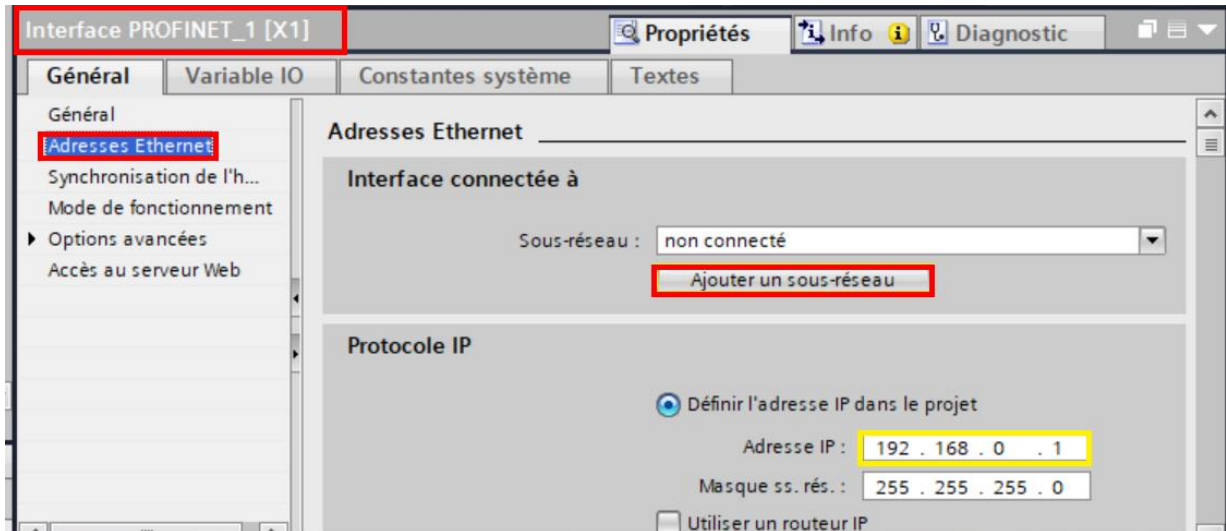 Interface PROFINET_1 [X1]
Propriétés
Info
Diagnostic
Général
Variable IO
Constantes système
Textes
Général
Adresses Ethernet
Synchronisation de l'h...
Mode de fonctionnement
Options avancées
Accès au serveur Web
Adresses Ethernet
Interface connectée à
Sous-réseau : non connecté
Ajouter un sous-réseau
Protocole IP
Définir l'adresse IP dans le projet
Adresse IP : 192 . 168 . 0 . 1
Masque ss. rés. : 255 . 255 . 255 . 0
Utiliser un routeur IP